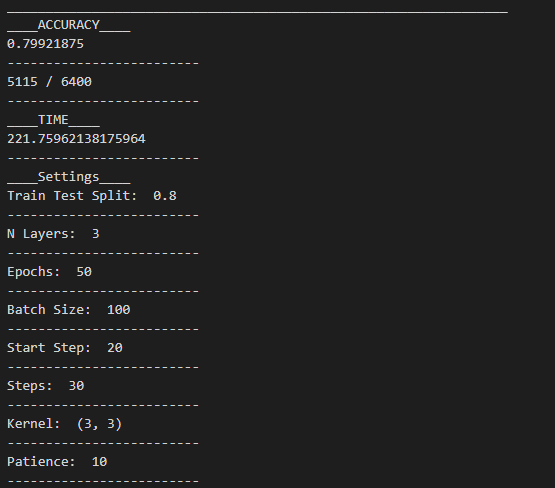 ____ACCURACY____
0.79921875
-------------------------
5115 / 6400
-------------------------
____TIME____
221.75962138175964
-------------------------
____Settings____
Train Test Split:  0.8
-------------------------
N Layers:  3
-------------------------
Epochs:  50
-------------------------
Batch Size:  100
-------------------------
Start Step:  20
-------------------------
Steps:  30
-------------------------
Kernel:  (3, 3)
-------------------------
Patience:  10
-------------------------